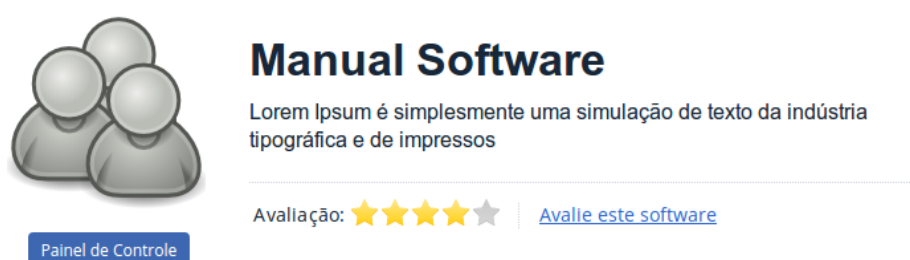 Manual Software
Lorem Ipsum é simplesmente uma simulação de texto da indústria
tipográfica e de impressos
Avaliação: Avalie este software
Painel de Controle